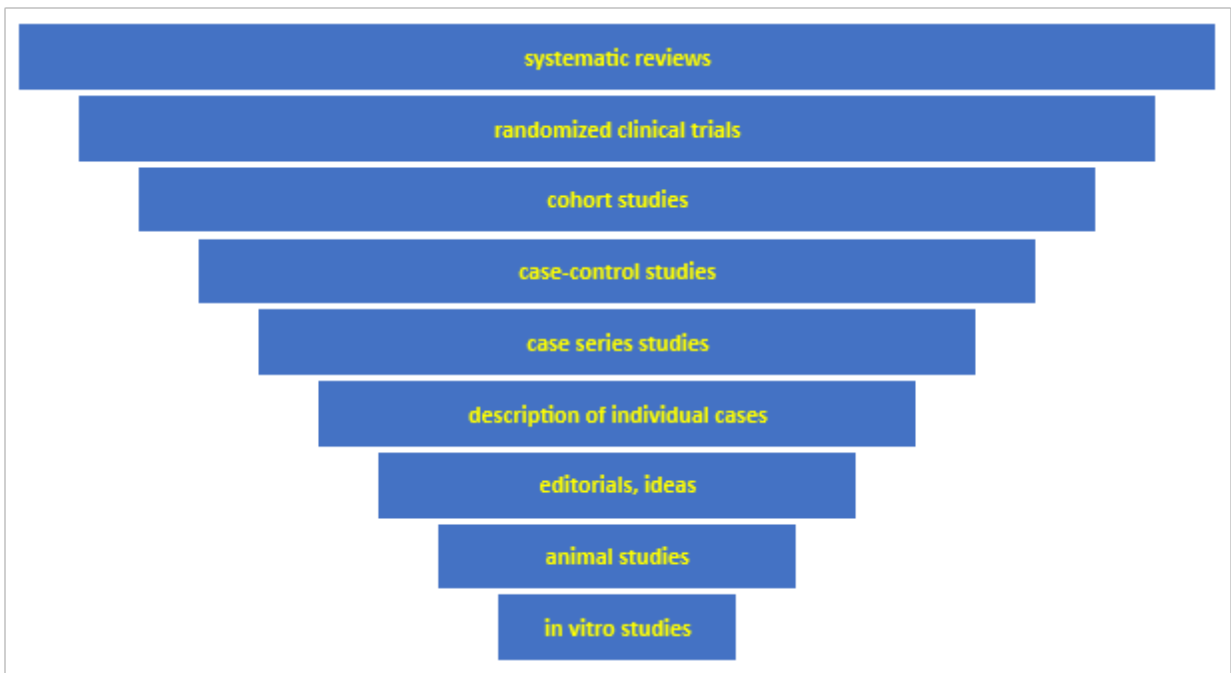 systematic reviews
randomized clinical trials
cohort studies
case-control studies
case series studies
description of individual cases
editorials, ideas
animal studies
in vitro studies